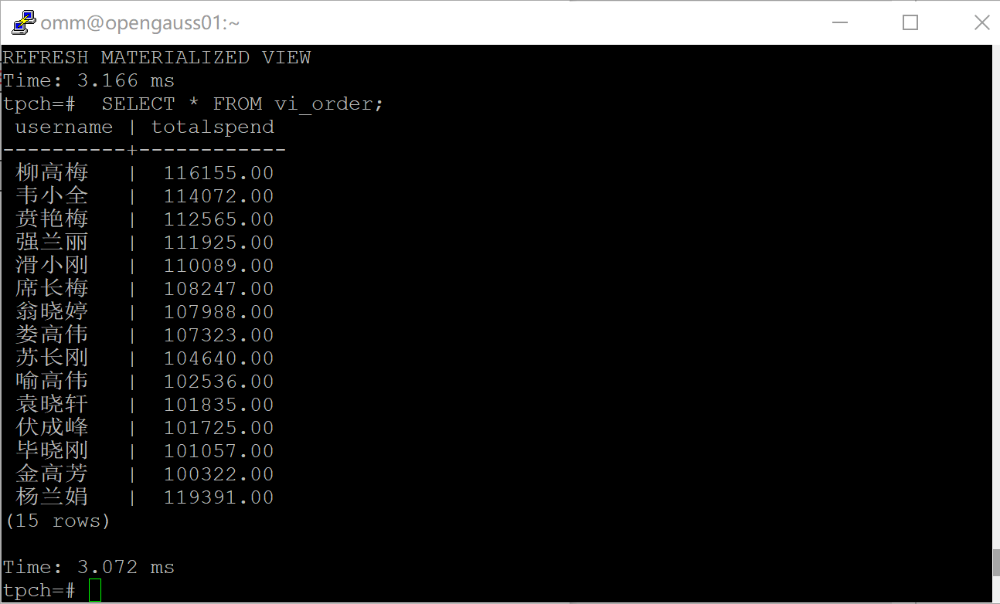 omm@opengauss01:~
REFRESH MATERIALIZED VIEW
Time: 3.166 ms
tpch=#  SELECT * FROM vi_order;
 username | totalspend
----------+------------
 柳高梅   |  116155.00
 韦小全   |  114072.00
 贲艳梅   |  112565.00
 强兰丽   |  111925.00
 滑小刚   |  110089.00
 席长梅   |  108247.00
 翁晓婷   |  107988.00
 娄高伟   |  107323.00
 苏长刚   |  104640.00
 喻高伟   |  102536.00
 袁晓轩   |  101835.00
 伏成峰   |  101725.00
 毕晓刚   |  101057.00
 金高芳   |  100322.00
 杨兰娟   |  119391.00
(15 rows)
Time: 3.072 ms
tpch=#